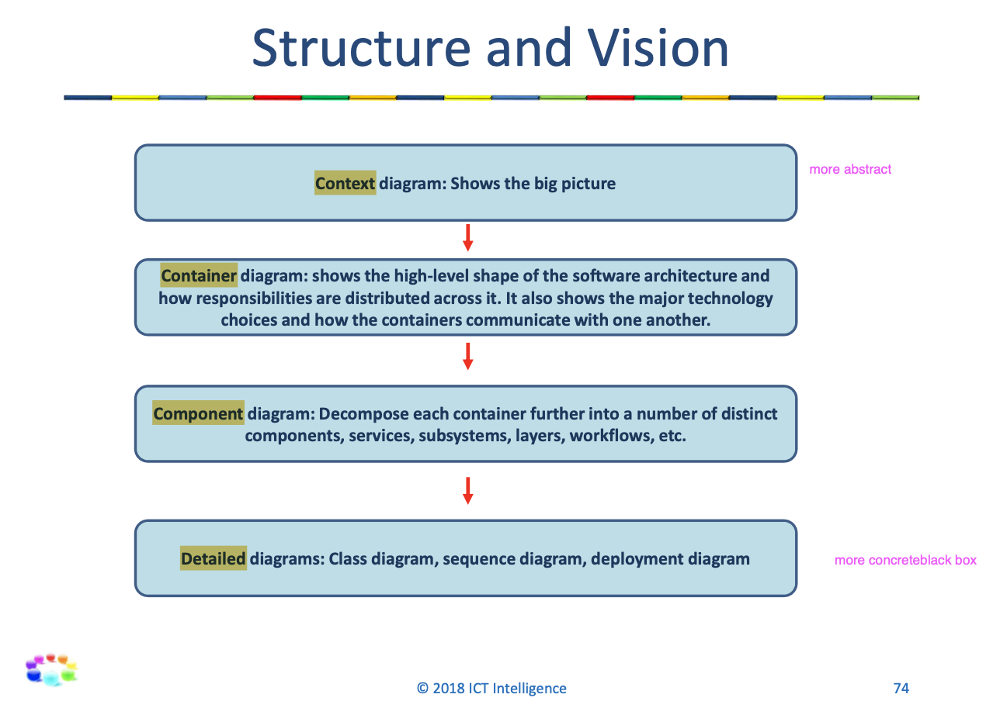 Structure and Vision
Context diagram: Shows the big picture
more abstract
Container diagram: shows the high-level shape of the software architecture and
how responsibilities are distributed across it. It also shows the major technology
choices and how the containers communicate with one another.
Component diagram: Decompose each container further into a number of distinct
components, services, subsystems, layers, workflows, etc.
Detailed diagrams: Class diagram, sequence diagram, deployment diagram
more concreteblack box
© 2018 ICT Intelligence
74